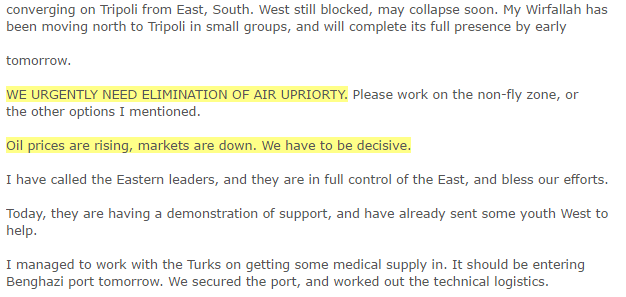 converging on Tripoli from East, South. West still blocked, may collapse soon. My Wirfallah has
been moving north to Tripoli in small groups, and will complete its full presence by early
tomorrow.
WE URGENTLY NEED ELIMINATION OF AIR UPRIORTY. Please work on the non-fly zone, or
the other options I mentioned.
Oil prices are rising, markets are down. We have to be decisive.
I have called the Eastern leaders, and they are in full control of the East, and bless our efforts.
Today, they are having a demonstration of support, and have already sent some youth West to
help.
I managed to work with the Turks on getting some medical supply in. It should be entering
Benghazi port tomorrow. We secured the port, and worked out the technical logistics.